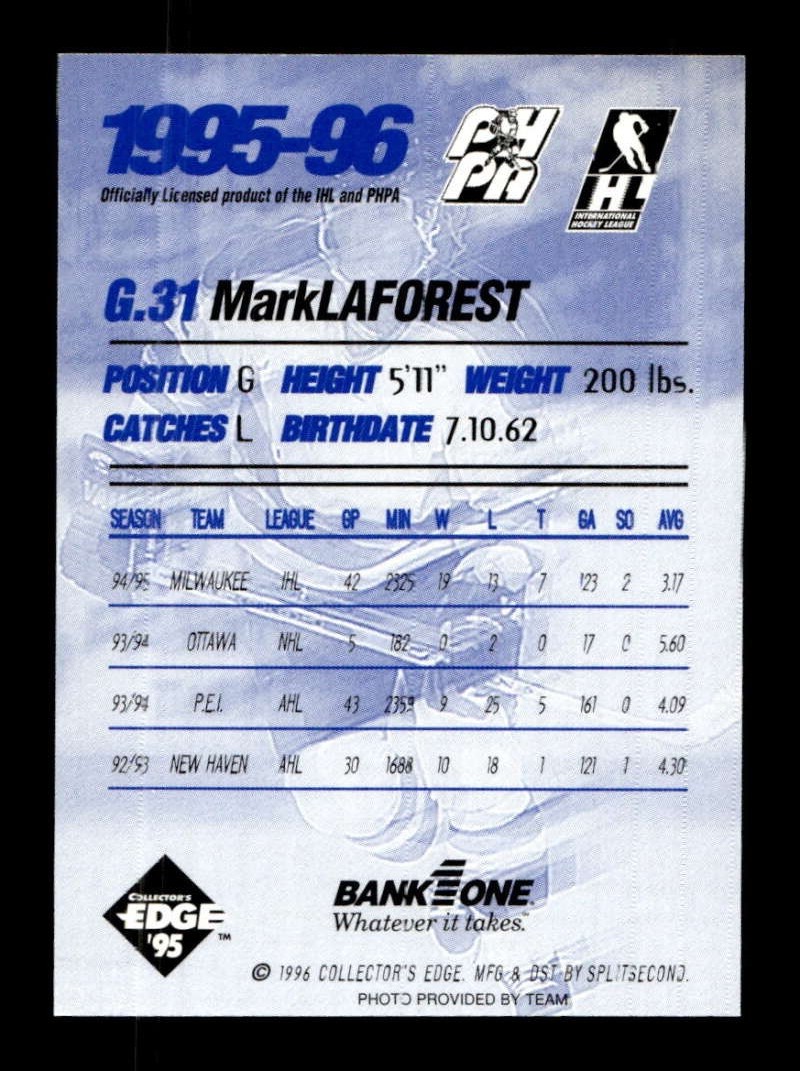 1995-96
Officially Licensed product of the IHL and PHPA
PHPA
IHL
INTERNATIONAL
HOCKEY LEAGUE
G.31 MarkLAFOREST
POSITION G HEIGHT 5'11" WEIGHT 200 lbs.
CATCHES L BIRTHDATE 7.10.62
SEASON TEAM LEAGUE GP MIN W L T GA SO AVG
94/95 MILWAUKEE IHL 42 2325 19 13 7 123 2 3.17
93/94 OTTAWA NHL 5 182 0 2 0 17 0 5.60
93/94 P.E.I. AHL 43 2359 9 25 5 161 0 4.09
92/93 NEW HAVEN AHL 30 1688 10 18 1 121 1 4.30
COLLECTOR'S
EDGE
'95 TM
BANK ONE
Whatever it takes.
© 1996 COLLECTOR'S EDGE. MFG & DST BY SPLITSECOND.
PHOTO PROVIDED BY TEAM